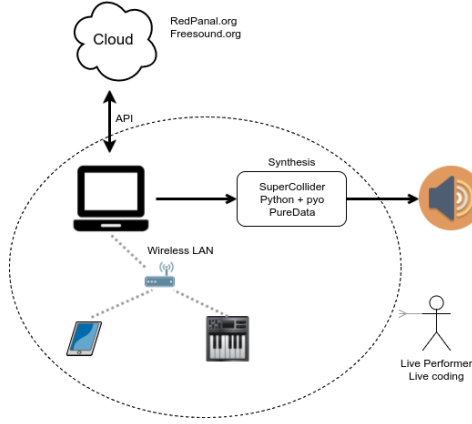 Cloud
RedPanal.org
Freesound.org
API
Synthesis
SuperCollider
Python + pyo
PureData
Wireless LAN
Live Performer
Live coding